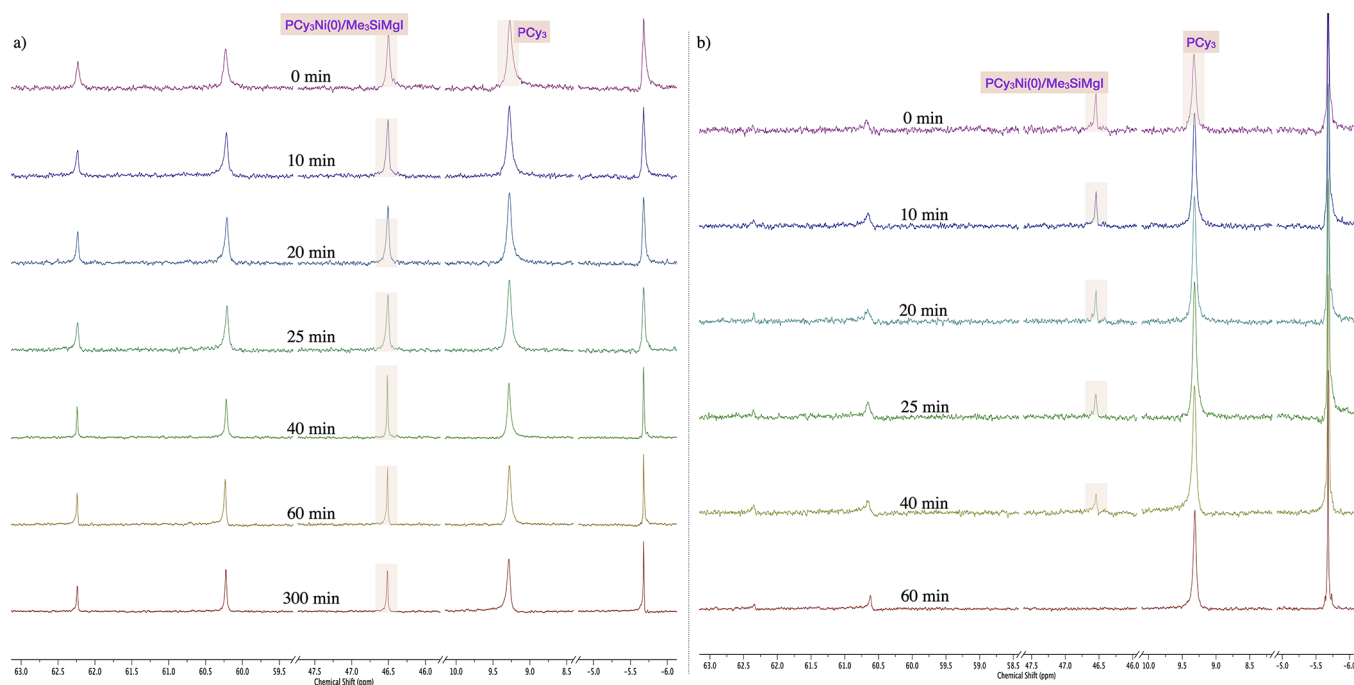 a)
PCy₃Ni(0)/Me₃SiMgI
PCy₃
0 min
10 min
20 min
25 min
40 min
60 min
300 min
63.0 62.5 62.0 61.5 61.0 60.5 60.0 59.5 47.5 47.0 46.5 46.0 10.0 9.5 9.0 8.5 -5.0 -5.5 -6.0
Chemical Shift (ppm)
b)
PCy₃
PCy₃Ni(0)/Me₃SiMgI
0 min
10 min
20 min
25 min
40 min
60 min
63.0 62.5 62.0 61.5 61.0 60.5 60.0 59.5 59.0 58.5 47.5 47.0 46.5 46.0 10.0 9.5 9.0 8.5 -5.0 -5.5 -6.0
Chemical Shift (ppm)